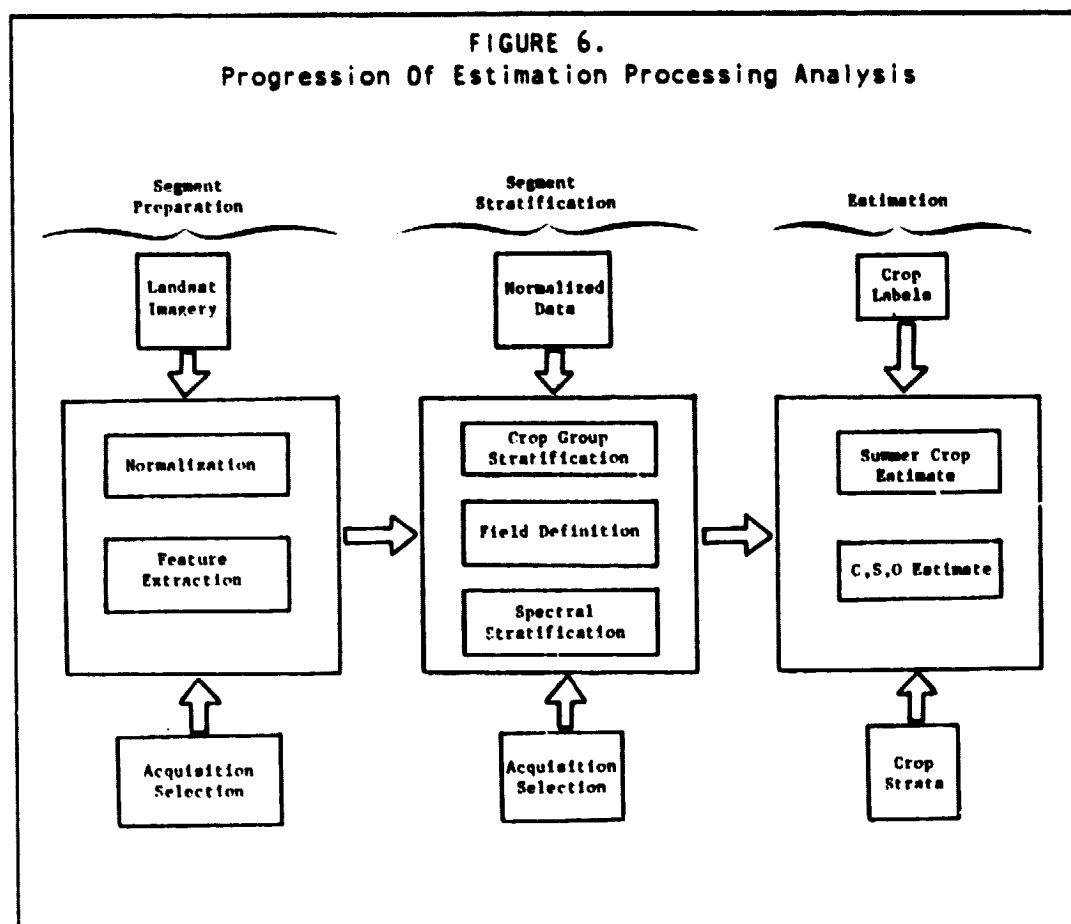 FIGURE 6.
Progression Of Estimation Processing Analysis
Segment
Preparation
Segment
Stratification
Estimation
Landsat
Imagery
Normalized
Data
Crop
Labels
Normalization
Feature
Extraction
Crop Group
Stratification
Field Definition
Spectral
Stratification
Summer Crop
Estimate
C,S,O Estimate
Acquisition
Selection
Acquisition
Selection
Crop
Strata